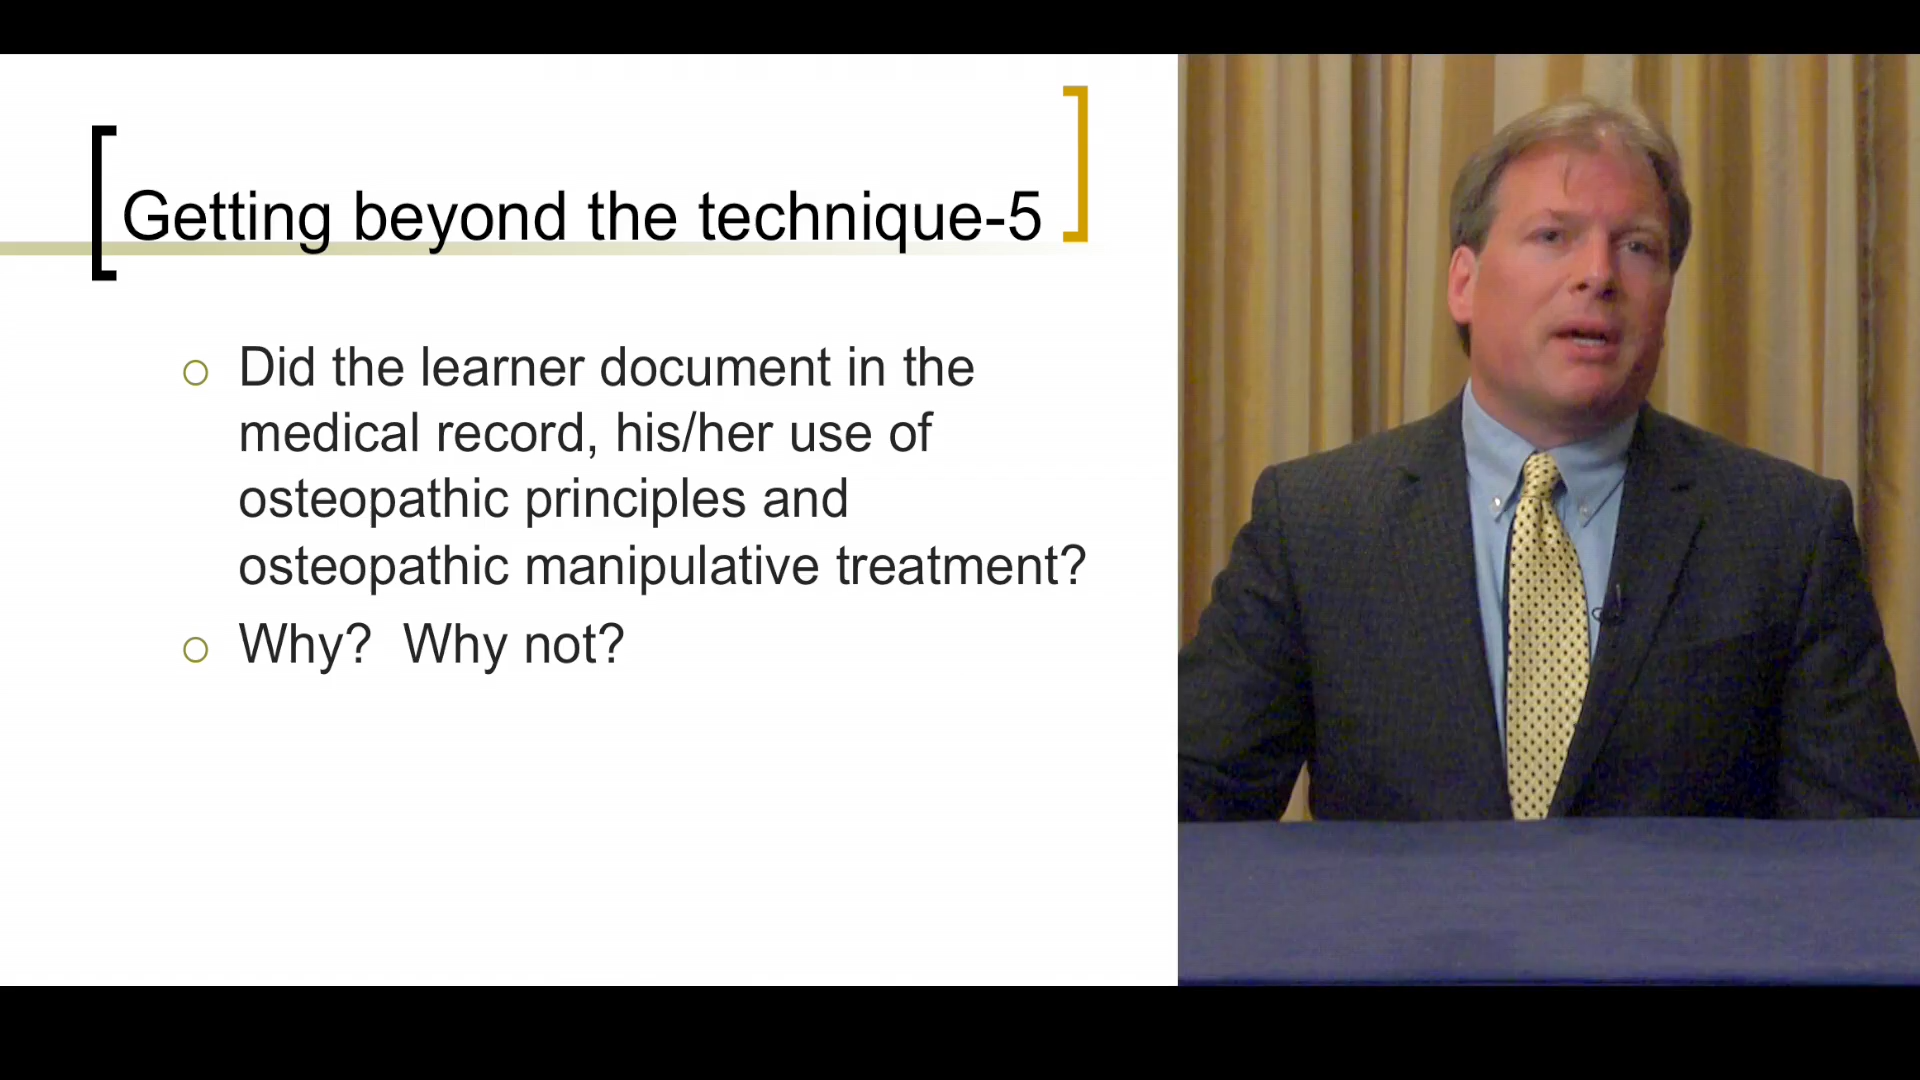 Getting beyond the technique-5
Did the learner document in the
medical record, his/her use of
osteopathic principles and
osteopathic manipulative treatment?
Why?  Why not?